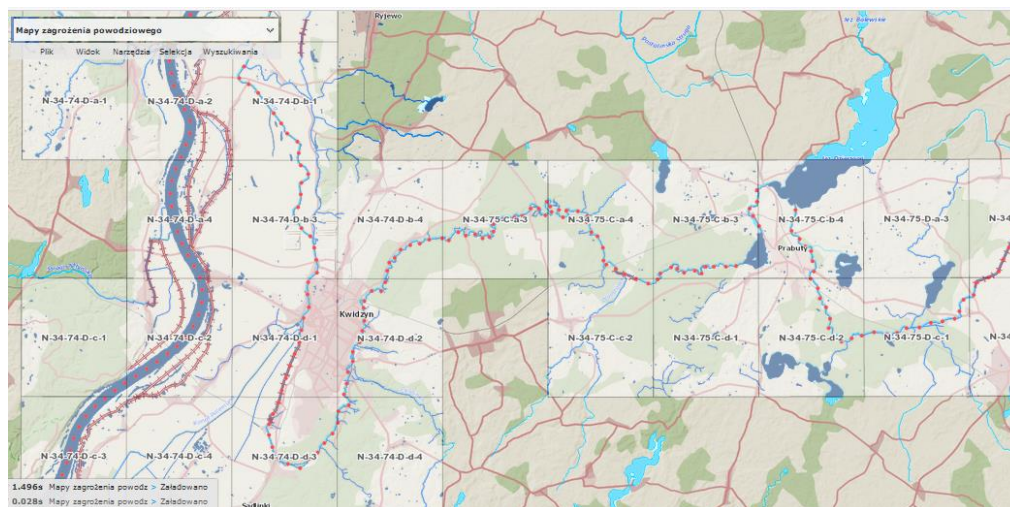 Ryjewo
Mapy zagrożenia powodziowego
Plik Widok Narzędzia Selekcja Wyszukiwania
N-34-74-D-a-1 N-34-74-D-a-2 N-34-74-D-b-1
N-34-74-D-a-4 N-34-74-D-b-3 N-34-74-D-b-4 N-34-75-C-a-3 N-34-75-C-a-4 N-34-75-C-b-3 N-34-75-C-b-4 N-34-75-D-a-3 N-34
Prabuty
Kwidzyn
N-34-74-D-c-1 N-34-74-D-c-2 N-34-74-D-d-1 N-34-74-D-d-2 N-34-75-C-c-2 N-34-75-C-d-1 N-34-75-C-d-2 N-34-75-D-c-1 N-34
N-34-74-D-c-3 N-34-74-D-c-4 N-34-74-D-d-3 N-34-74-D-d-4
1.496s Mapy zagrożenia powodz > Załadowano
0.028s Mapy zagrożenia powodz > Załadowano
Sadlinki